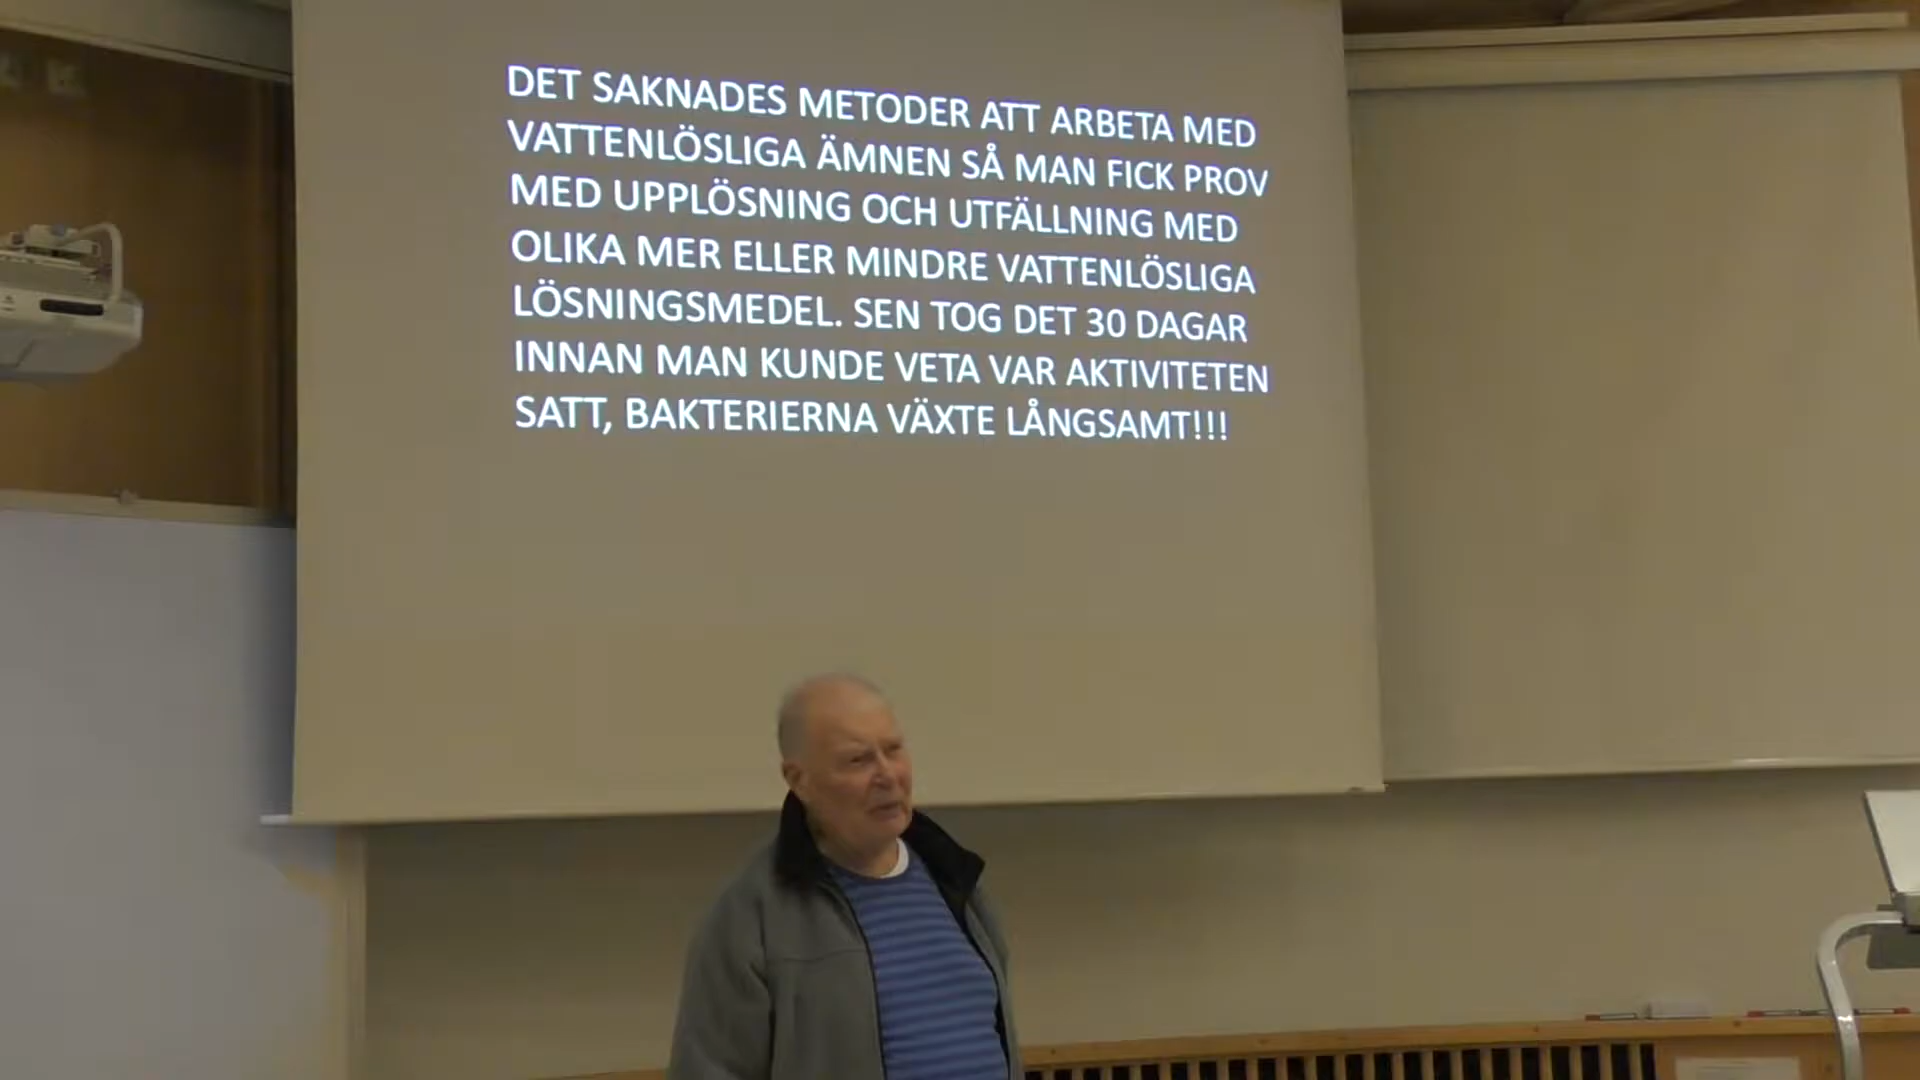 DET SAKNADES METODER ATT ARBETA MED
VATTENLÖSLIGA ÄMNEN SÅ MAN FICK PROV
MED UPPLÖSNING OCH UTFÄLLNING MED
OLIKA MER ELLER MINDRE VATTENLÖSLIGA
LÖSNINGSMEDEL. SEN TOG DET 30 DAGAR
INNAN MAN KUNDE VETA VAR AKTIVITETEN
SATT, BAKTERIERNA VÄXTE LÅNGSAMT!!!